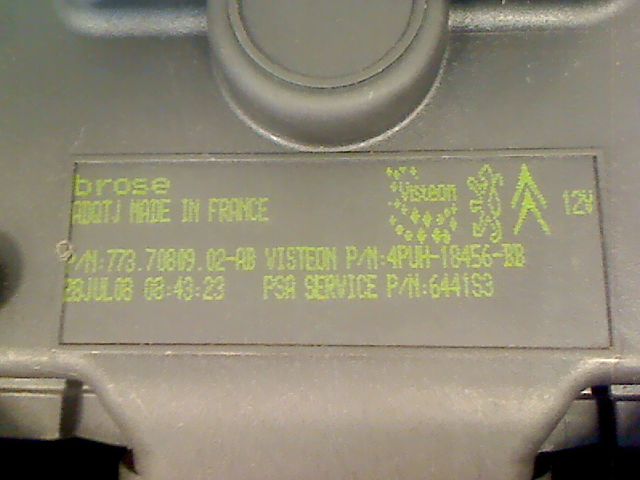 brose
Visteon
12V
MADE IN FRANCE
P/N:773.70809.02-AB VISTEON P/N:4PUH-18456-BB
28JUL08 08:43:23 PSA SERVICE P/N:6441S3